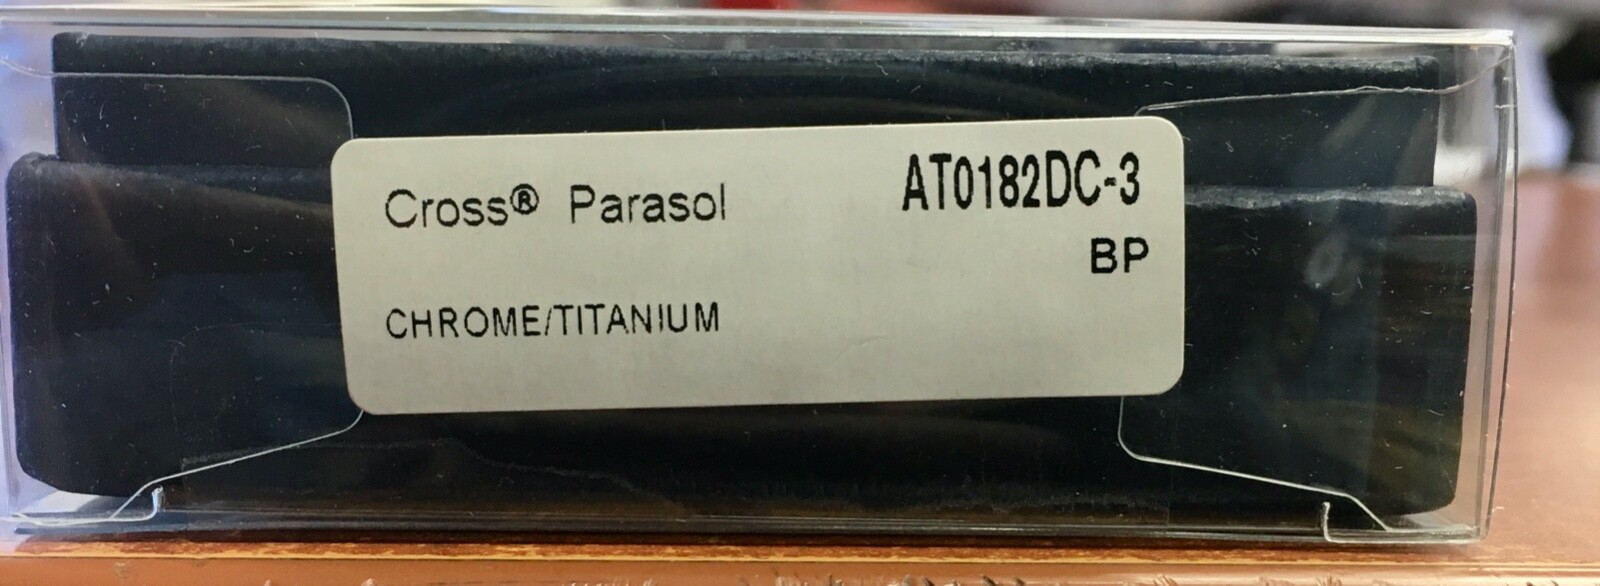 Cross® Parasol AT0182DC-3
BP
CHROME/TITANIUM